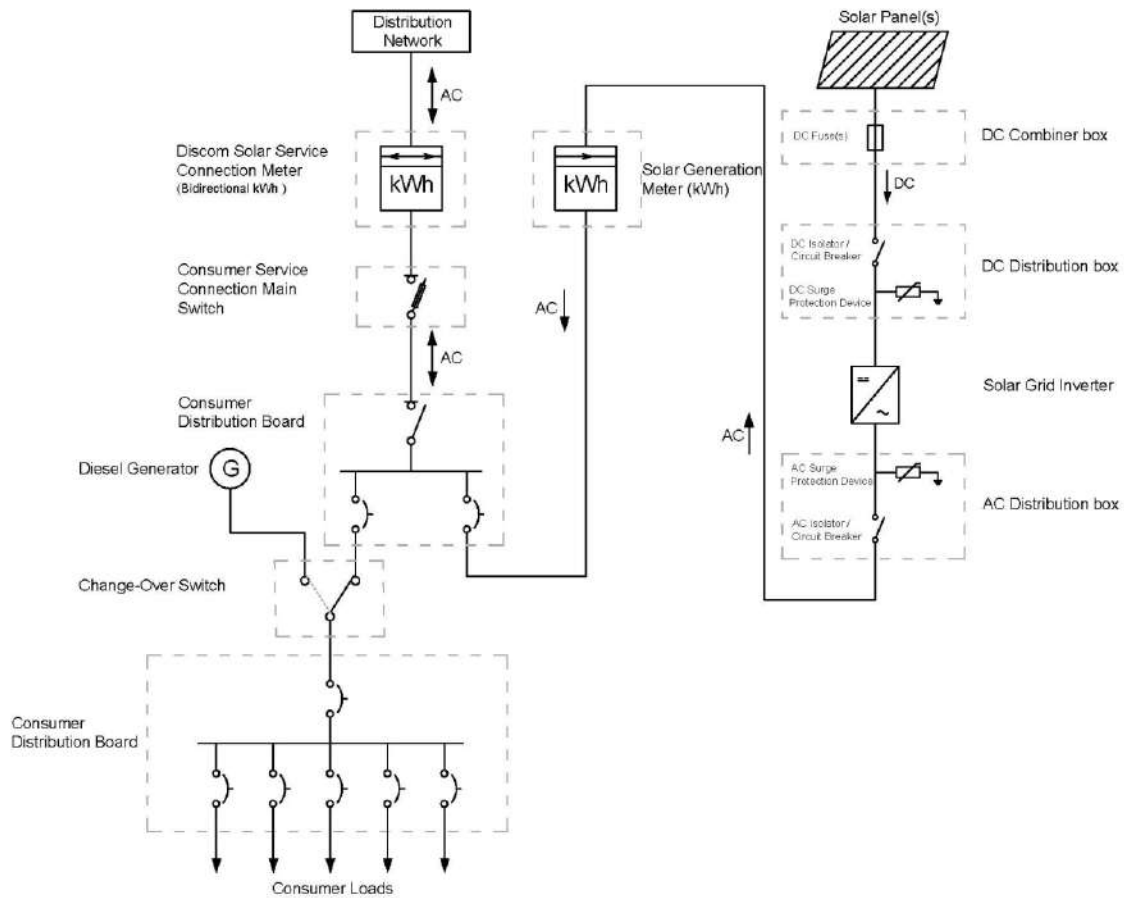 Distribution
Network
AC
Discom Solar Service
Connection Meter
(Bidirectional kWh )
kWh
Consumer Service
Connection Main
Switch
AC
Consumer
Distribution Board
Diesel Generator
G
Change-Over Switch
Consumer
Distribution Board
Consumer Loads
kWh
Solar Generation
Meter (kWh)
AC
AC
Solar Panel(s)
DC Fuse(s)
DC Combiner box
DC
DC Isolator /
Circuit Breaker
DC Surge
Protection Device
DC Distribution box
Solar Grid Inverter
AC Surge
Protection Device
AC Isolator /
Circuit Breaker
AC Distribution box